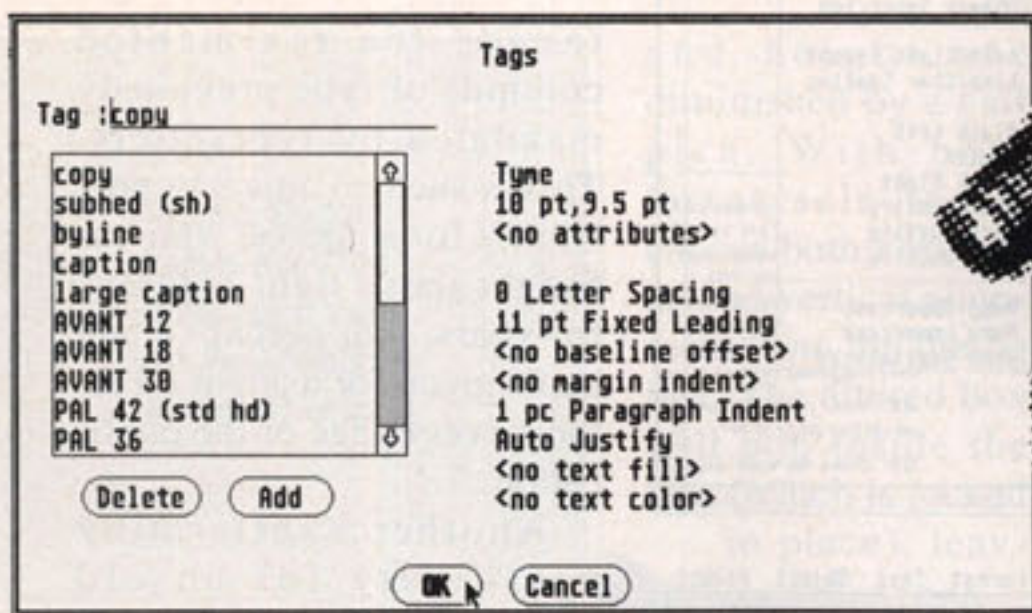 Tags
Tag :copy
copy
subhed (sh)
byline
caption
large caption
AVANT 12
AVANT 18
AVANT 30
PAL 42 (std hd)
PAL 36
Delete
Add
Tyme
10 pt,9.5 pt
<no attributes>
0 Letter Spacing
11 pt Fixed Leading
<no baseline offset>
<no margin indent>
1 pc Paragraph Indent
Auto Justify
<no text fill>
<no text color>
OK
Cancel